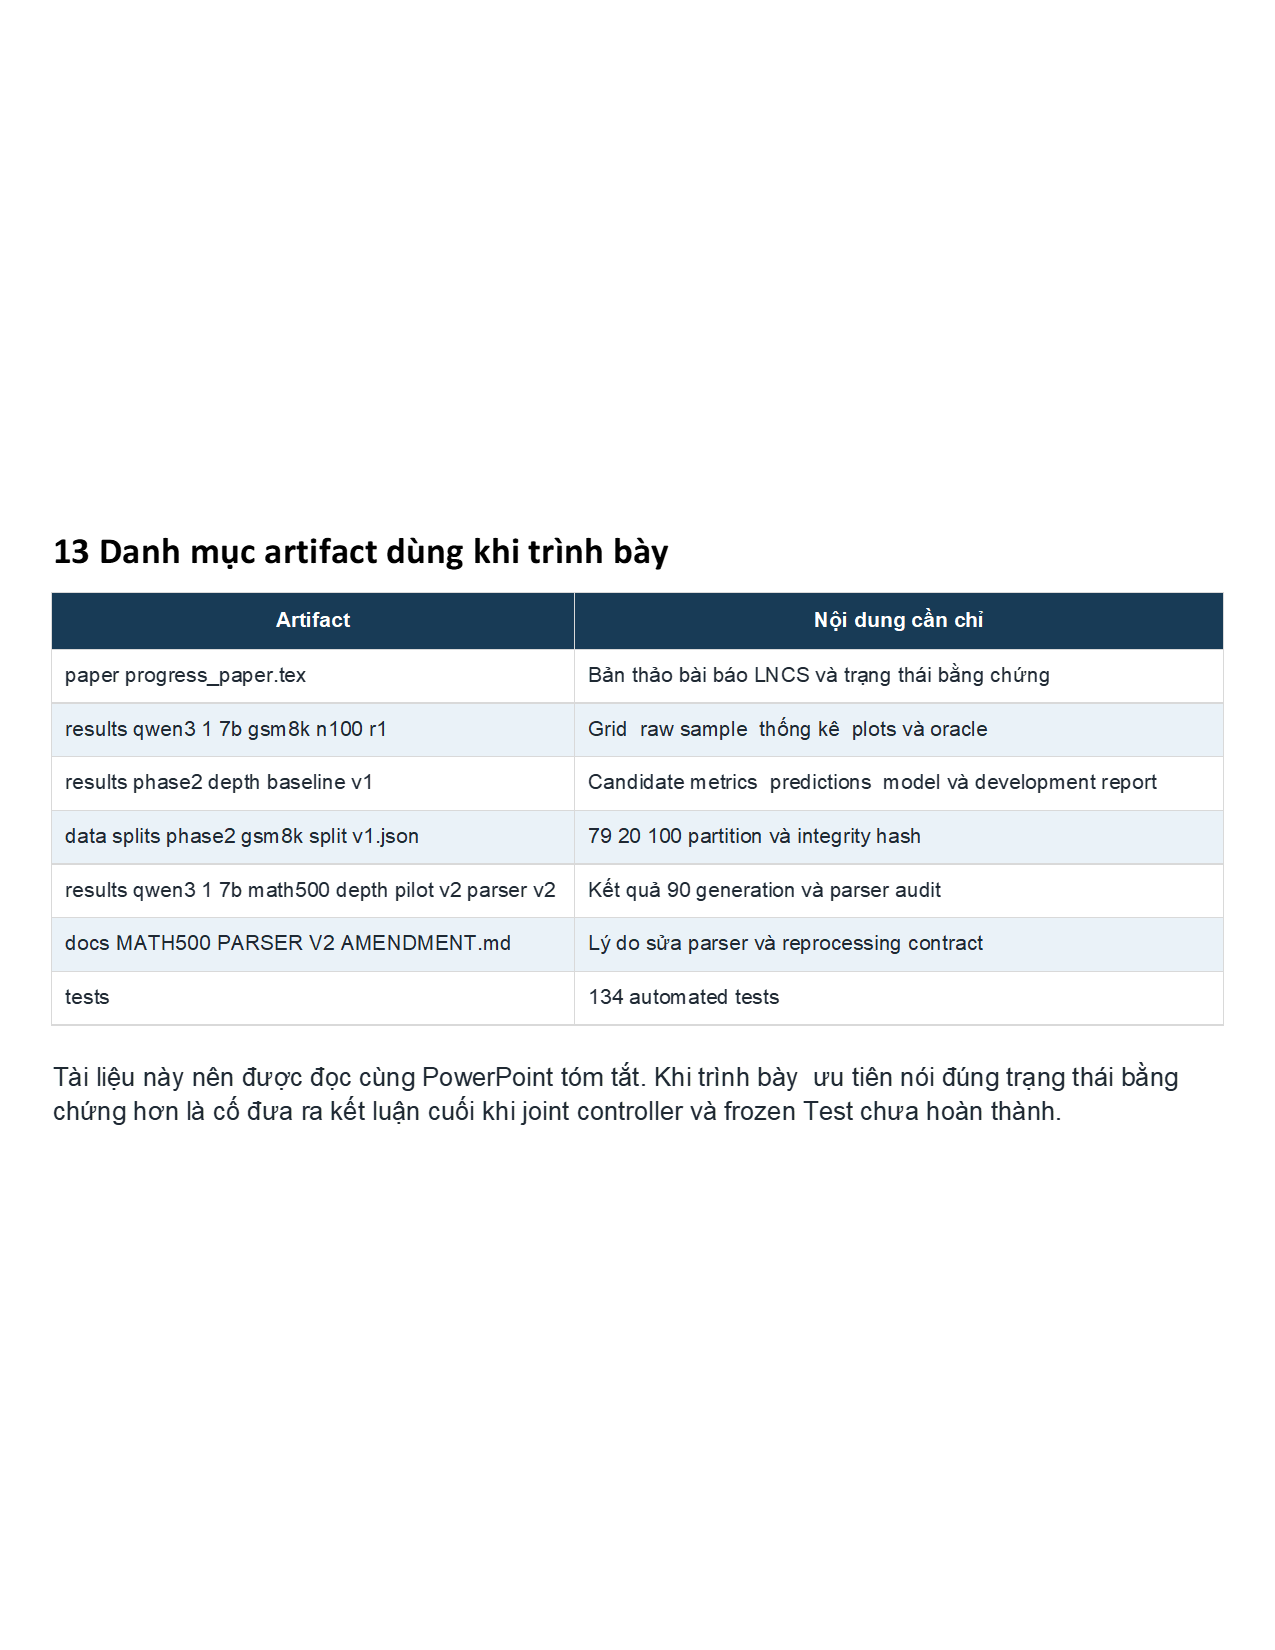 13 Danh mục artifact dùng khi trình bày
Artifact Nội dung cần chỉ
paper progress_paper.tex Bản thảo bài báo LNCS và trạng thái bằng chứng
results qwen3 1 7b gsm8k n100 r1 Grid  raw sample  thống kê  plots và oracle
results phase2 depth baseline v1 Candidate metrics  predictions  model và development report
data splits phase2 gsm8k split v1.json 79 20 100 partition và integrity hash
results qwen3 1 7b math500 depth pilot v2 parser v2 Kết quả 90 generation và parser audit
docs MATH500 PARSER V2 AMENDMENT.md Lý do sửa parser và reprocessing contract
tests 134 automated tests
Tài liệu này nên được đọc cùng PowerPoint tóm tắt. Khi trình bày  ưu tiên nói đúng trạng thái bằng
chứng hơn là cố đưa ra kết luận cuối khi joint controller và frozen Test chưa hoàn thành.